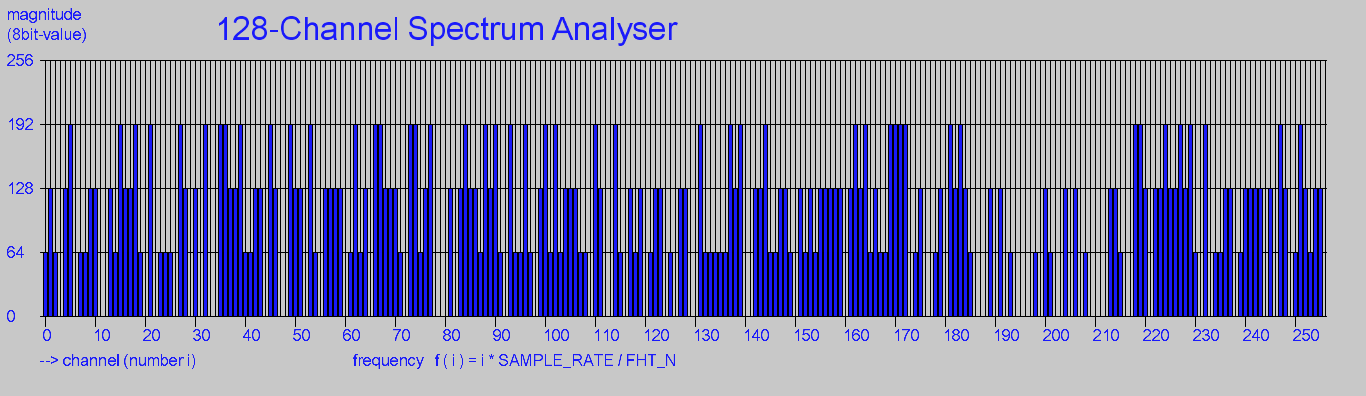 magnitude
(8bit-value)
128-Channel Spectrum Analyser
256
192
128
64
0
0 10 20 30 40 50 60 70 80 90 100 110 120 130 140 150 160 170 180 190 200 210 220 230 240 250
--> channel (number i)
frequency f ( i ) = i * SAMPLE_RATE / FHT_N